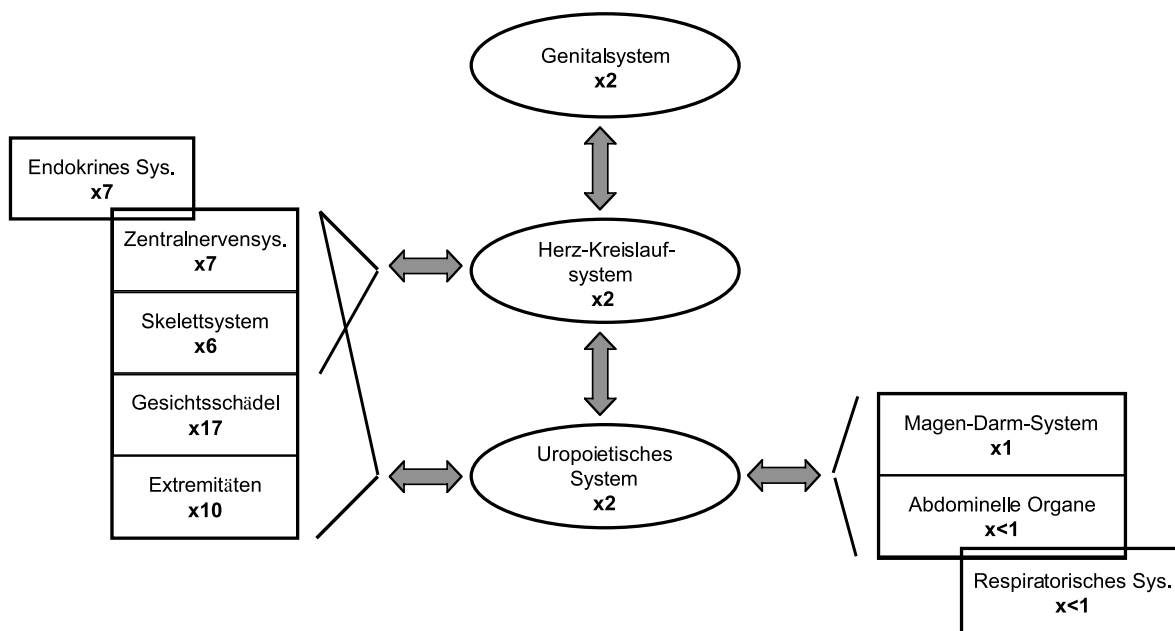 Genitalsystem
x2
Endokrines Sys.
x7
Zentralnervensys.
x7
Skelettsystem
x6
Gesichtsschädel
x17
Extremitäten
x10
Herz-Kreislauf-
system
x2
Uropoietisches
System
x2
Magen-Darm-System
x1
Abdominelle Organe
x<1
Respiratorisches Sys.
x<1